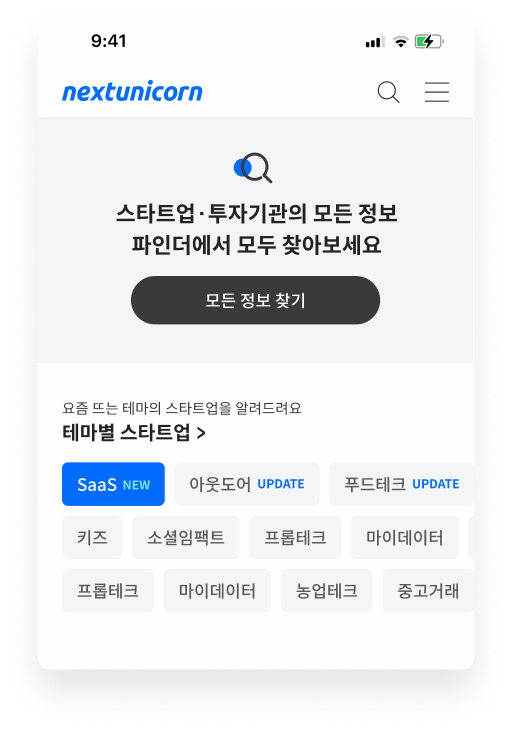 9:41
nextunicorn
스타트업·투자기관의 모든 정보
파인더에서 모두 찾아보세요
모든 정보 찾기
요즘 뜨는 테마의 스타트업을 알려드려요
테마별 스타트업 >
SaaS NEW 아웃도어 UPDATE 푸드테크 UPDATE
키즈 소셜임팩트 프롭테크 마이데이터
프롭테크 마이데이터 농업테크 중고거래